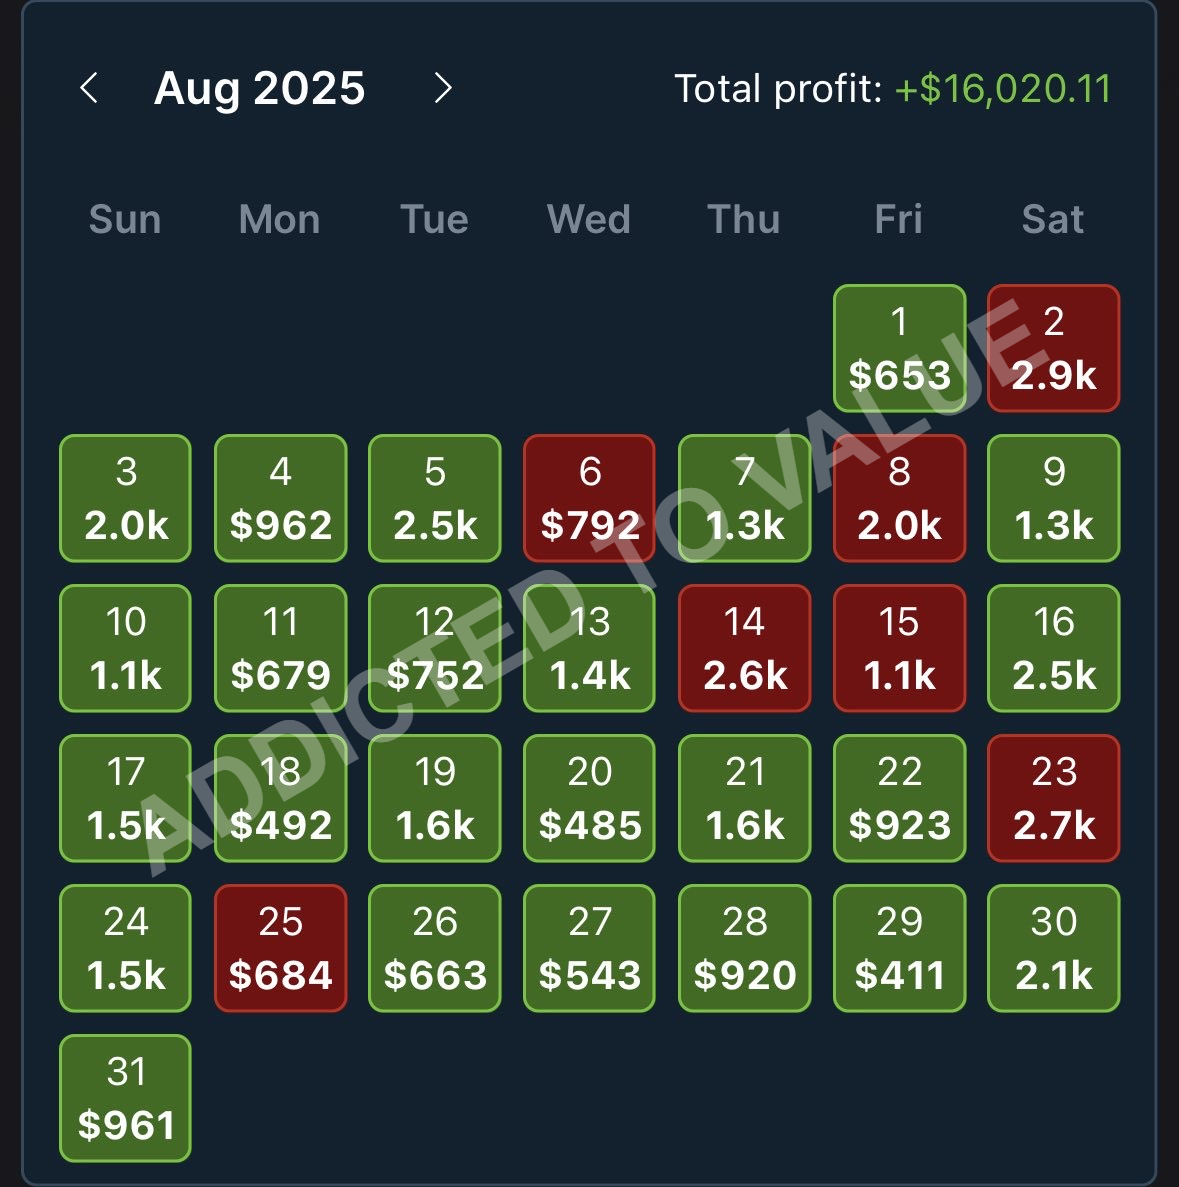 Aug 2025 Total profit: +$16,020.11
Sun Mon Tue Wed Thu Fri Sat
1 2
$653 2.9k
3 4 5 6 7 8 9
2.0k $962 2.5k $792 1.3k 2.0k 1.3k
10 11 12 13 14 15 16
1.1k $679 $752 1.4k 2.6k 1.1k 2.5k
17 18 19 20 21 22 23
1.5k $492 1.6k $485 1.6k $923 2.7k
24 25 26 27 28 29 30
1.5k $684 $663 $543 $920 $411 2.1k
31
$961
ADDICTED TO VALUE